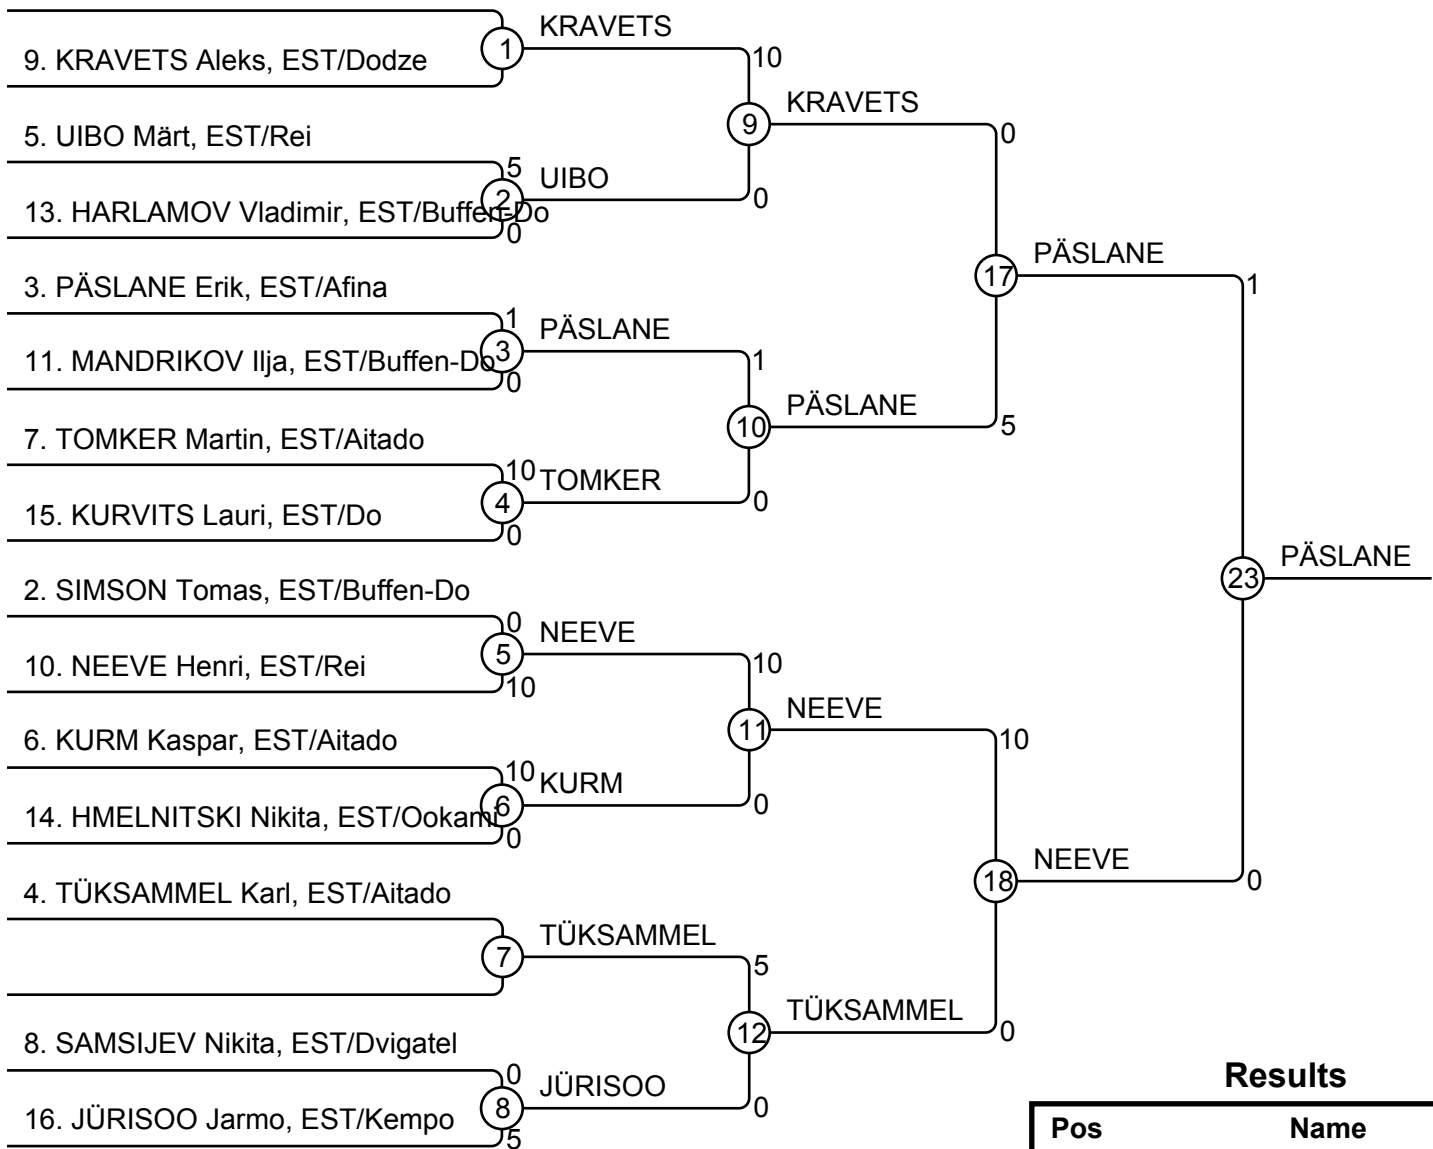 KRAVETS
9. KRAVETS Aleks, EST/Dodze
1
10
KRAVETS
9
0
5. UIBO Märt, EST/Rei
5
UIBO
2
0
13. HARLAMOV Vladimir, EST/Buffen-Do
0
PÄSLANE
17
1
3. PÄSLANE Erik, EST/Afina
1
PÄSLANE
3
1
11. MANDRIKOV Ilja, EST/Buffen-Do
0
PÄSLANE
10
5
7. TOMKER Martin, EST/Aitado
10
TOMKER
4
0
15. KURVITS Lauri, EST/Do
0
PÄSLANE
23
2. SIMSON Tomas, EST/Buffen-Do
0
NEEVE
5
10
10. NEEVE Henri, EST/Rei
10
NEEVE
11
10
6. KURM Kaspar, EST/Aitado
10
KURM
6
0
14. HMELNITSKI Nikita, EST/Ookami
0
NEEVE
18
0
4. TÜKSAMMEL Karl, EST/Aitado
TÜKSAMMEL
7
5
TÜKSAMMEL
12
0
8. SAMSIJEV Nikita, EST/Dvigatel
0
JÜRISOO
8
0
16. JÜRISOO Jarmo, EST/Kempo
5
Results
Pos Name